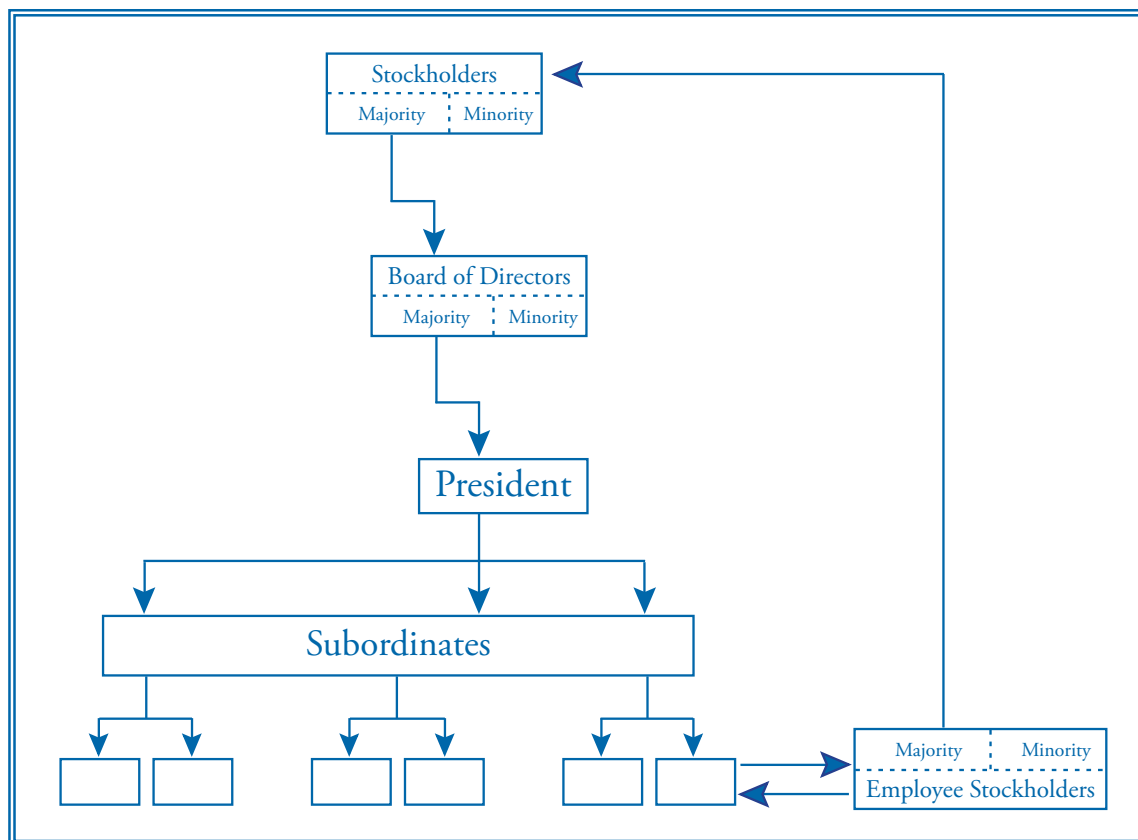 Stockholders
Majority Minority
Board of Directors
Majority Minority
President
Subordinates
Majority Minority
Employee Stockholders